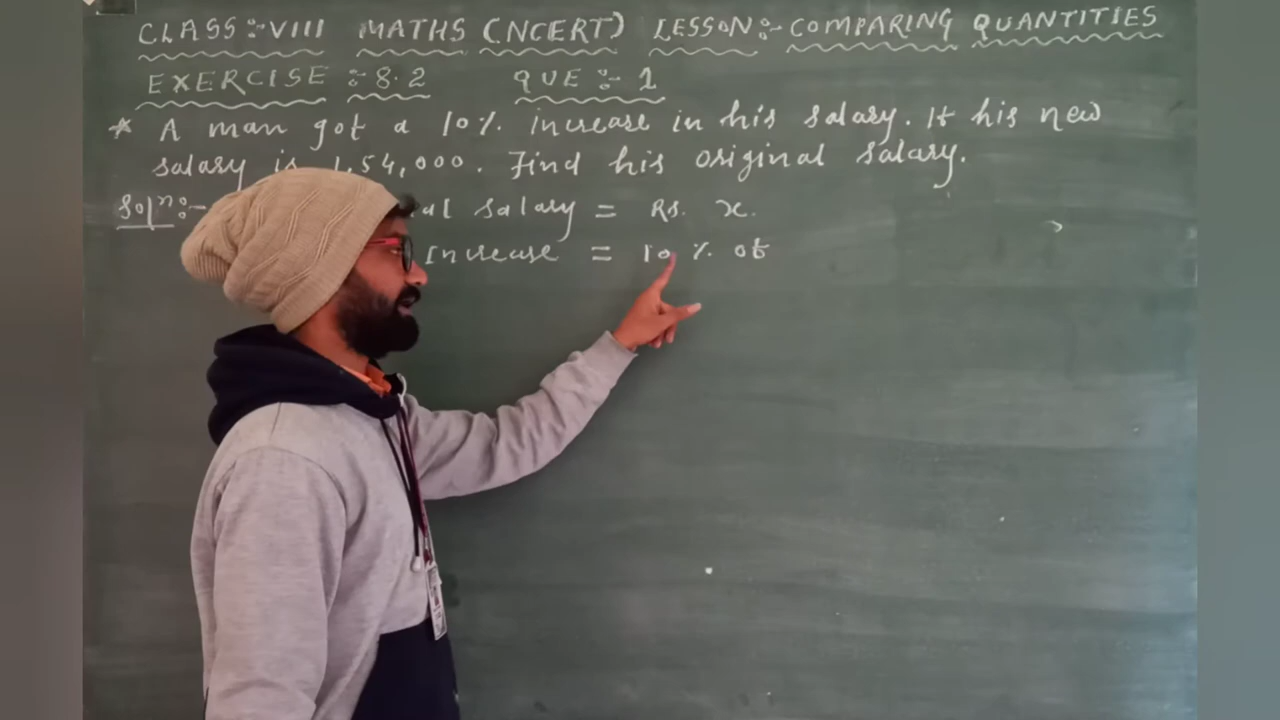 CLASS :- VIII MATHS (NCERT) LESSON :- COMPARING QUANTITIES
EXERCISE :- 8.2 QUE :- 1
* A man got a 10% increase in his salary. If his new
salary is 1,54,000. Find his original salary.
Soln :- al salary = Rs. x.
Increase = 10% of